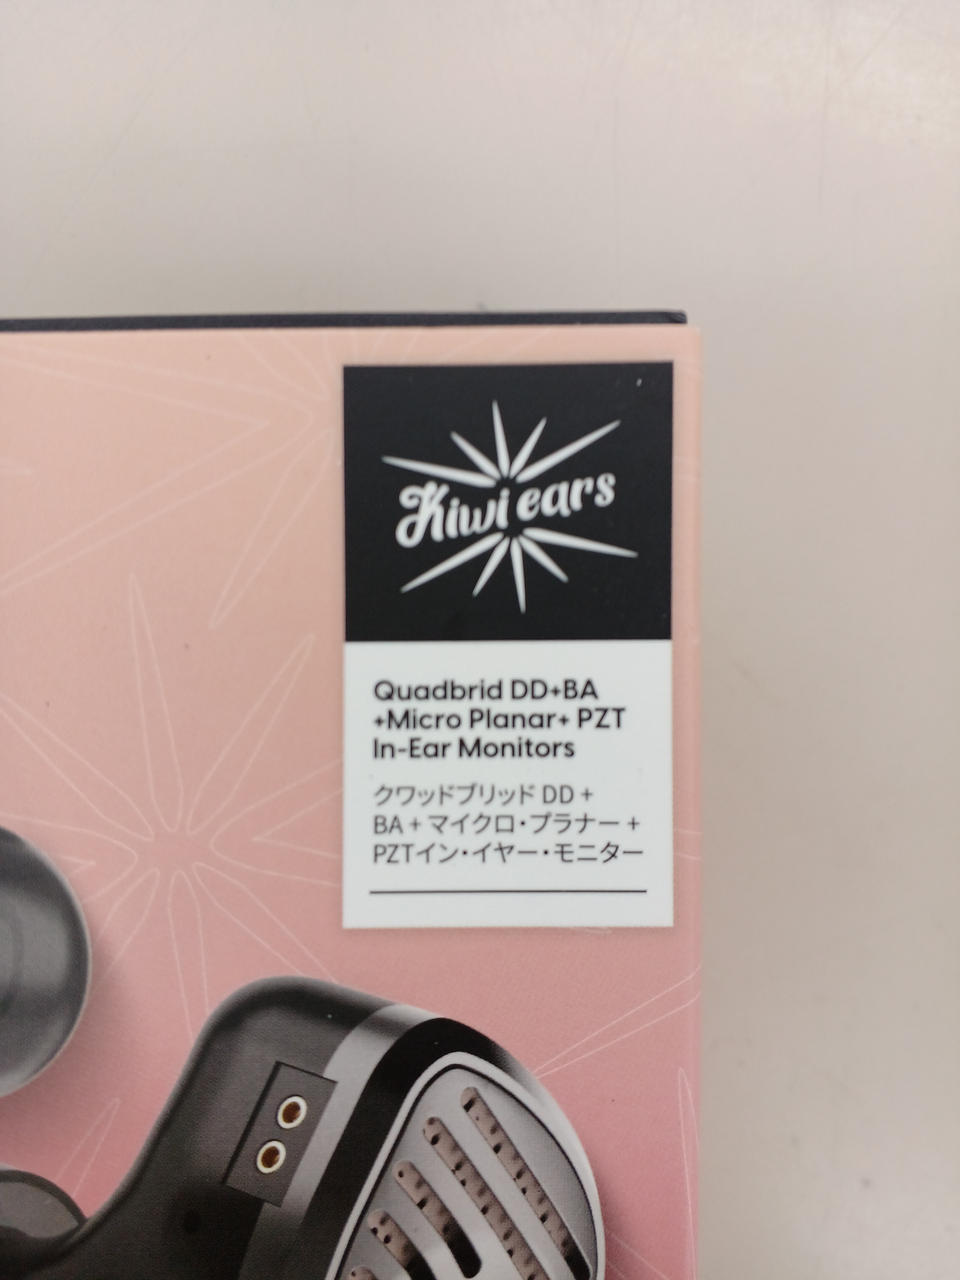 Kiwi ears
Quadbrid DD+BA
+Micro Planar+ PZT
In-Ear Monitors
クワッドブリッド DD +
BA + マイクロ・プラナー +
PZTイン・イヤー・モニター